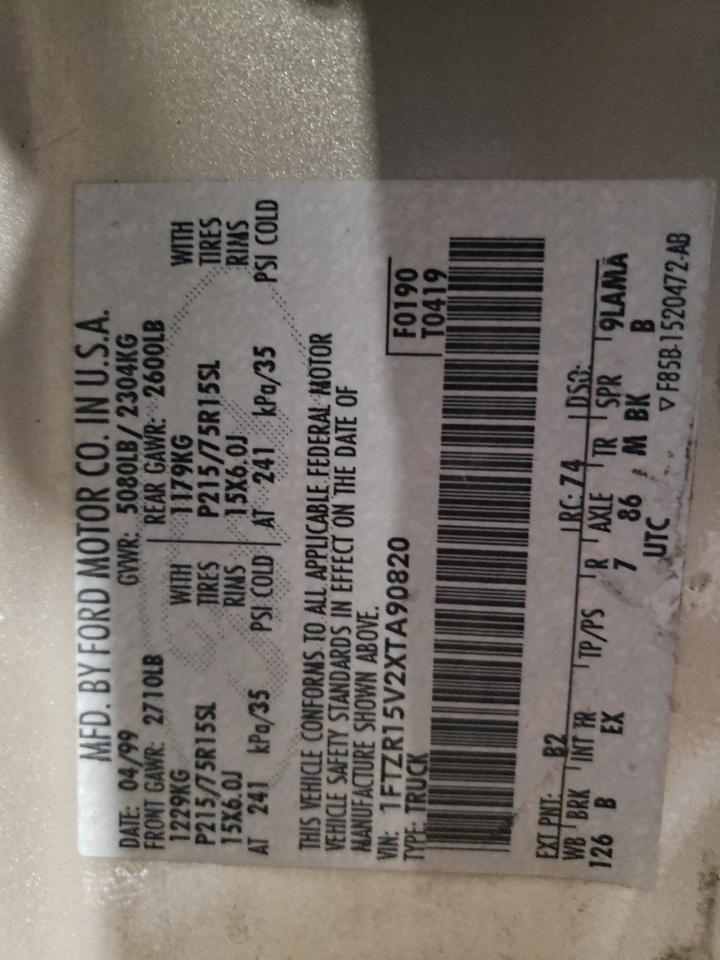 MFD. BY FORD MOTOR CO. IN U.S.A.
DATE: 04/99 GVWR: 5080LB/ 2304KG
FRONT GAWR: 2710LB REAR GAWR: 2600LB
1229KG WITH 1179KG WITH
P215/75R15SL TIRES P215/75R15SL TIRES
15X6.0J RIMS 15X6.0J RIMS
AT 241 kPa/35 PSI COLD AT 241 kPa/35 PSI COLD
THIS VEHICLE CONFORMS TO ALL APPLICABLE FEDERAL MOTOR
VEHICLE SAFETY STANDARDS IN EFFECT ON THE DATE OF
MANUFACTURE SHOWN ABOVE.
VIN: 1FTZR15V2XTA90820 F0190
TYPE: TRUCK T0419
EXT PNT: B2 RC: 74 DSO:
WB BRK INT FR TP/PS R AXLE TR SPR 9LAMA
126 B EX 7 86 M BK B
UTC ▽ F85B-1520472-AB